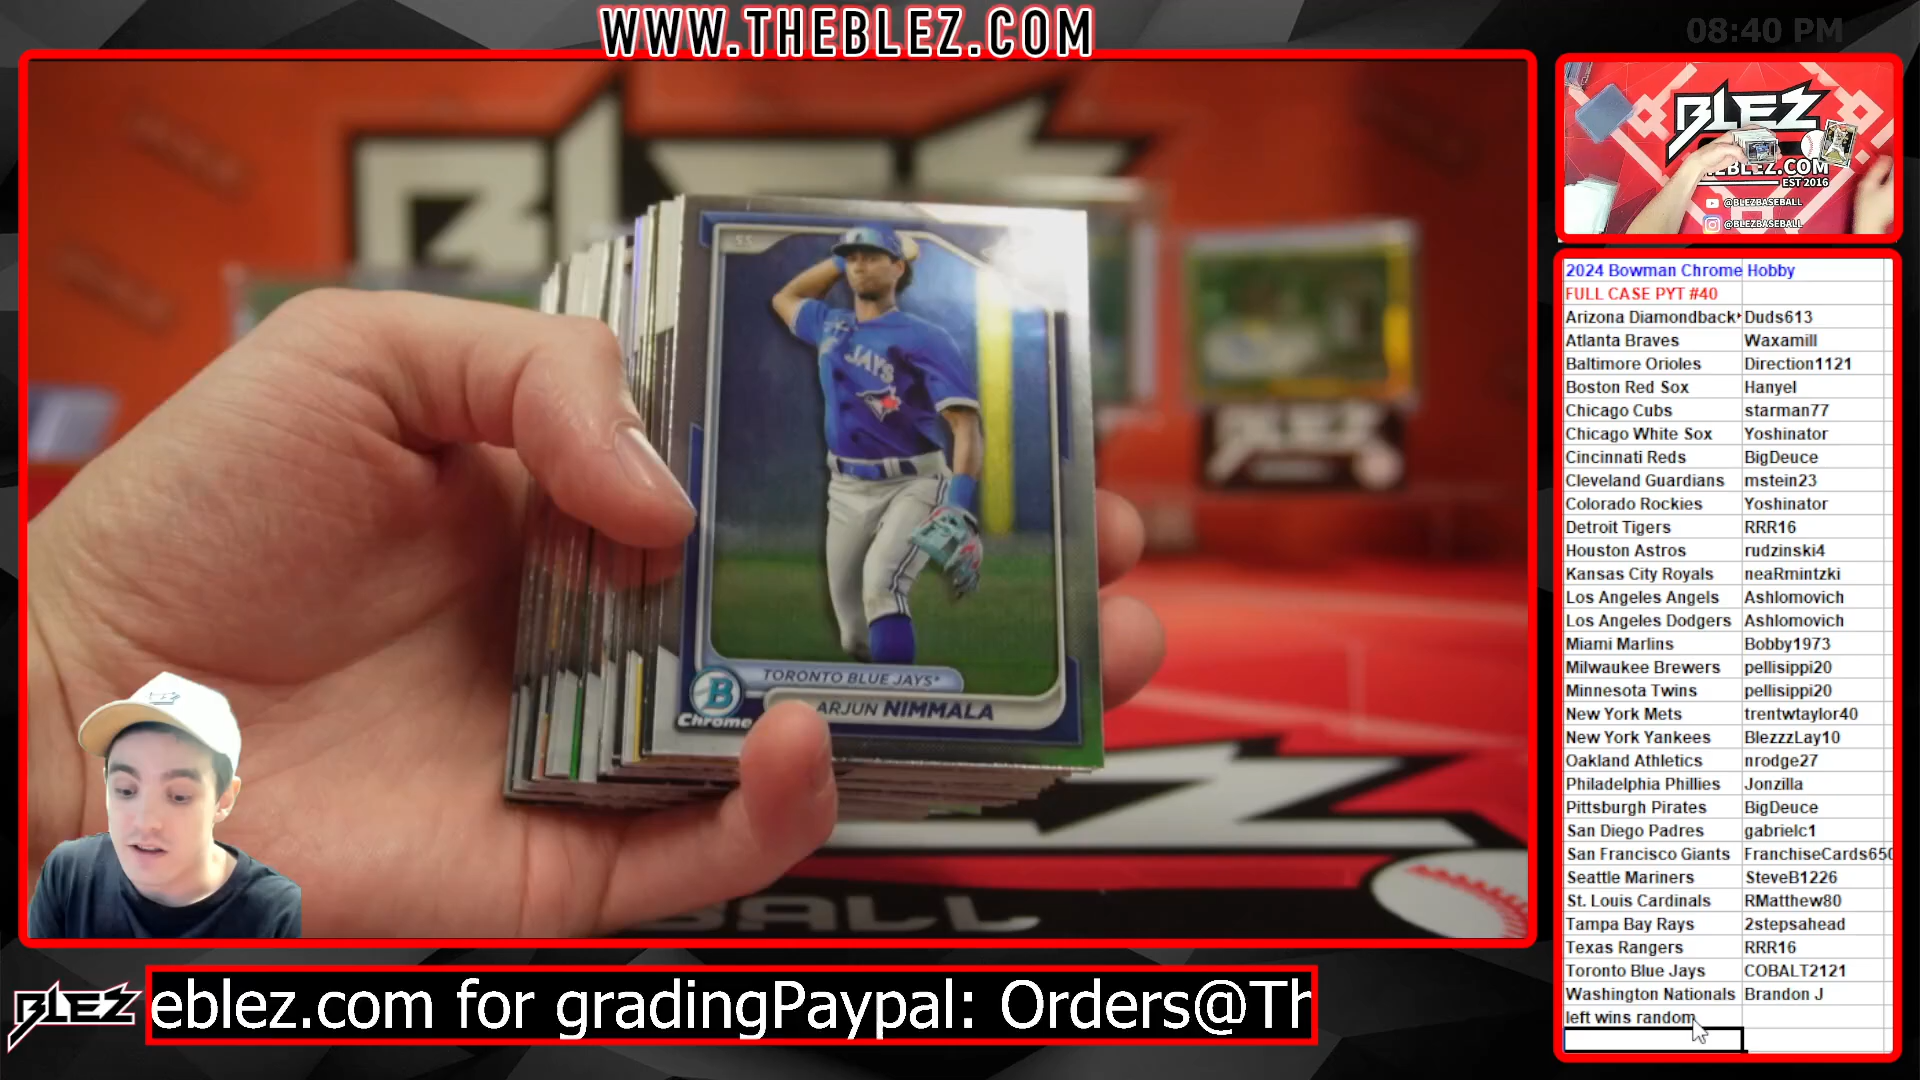 WWW.THEBLEZ.COM
08:40 PM
SS
JAYS
TORONTO BLUE JAYS*
B
Chrome
ARJUN NIMMALA
BALL
BLEZ
THEBLEZ.COM
EST 2016
@BLEZBASEBALL
@BLEZBASEBALL
2024 Bowman Chrome Hobby
FULL CASE PYT #40
Arizona Diamondback Duds613
Atlanta Braves Waxamill
Baltimore Orioles Direction1121
Boston Red Sox Hanyel
Chicago Cubs starman77
Chicago White Sox Yoshinator
Cincinnati Reds BigDeuce
Cleveland Guardians mstein23
Colorado Rockies Yoshinator
Detroit Tigers RRR16
Houston Astros rudzinski4
Kansas City Royals neaRmintzki
Los Angeles Angels Ashlomovich
Los Angeles Dodgers Ashlomovich
Miami Marlins Bobby1973
Milwaukee Brewers pellisippi20
Minnesota Twins pellisippi20
New York Mets trentwtaylor40
New York Yankees BlezzzLay10
Oakland Athletics nrodge27
Philadelphia Phillies Jonzilla
Pittsburgh Pirates BigDeuce
San Diego Padres gabrielc1
San Francisco Giants FranchiseCards650
Seattle Mariners SteveB1226
St. Louis Cardinals RMatthew80
Tampa Bay Rays 2stepsahead
Texas Rangers RRR16
Toronto Blue Jays COBALT2121
Washington Nationals Brandon J
left wins random
BLEZ
eblez.com for gradingPaypal: Orders@Th